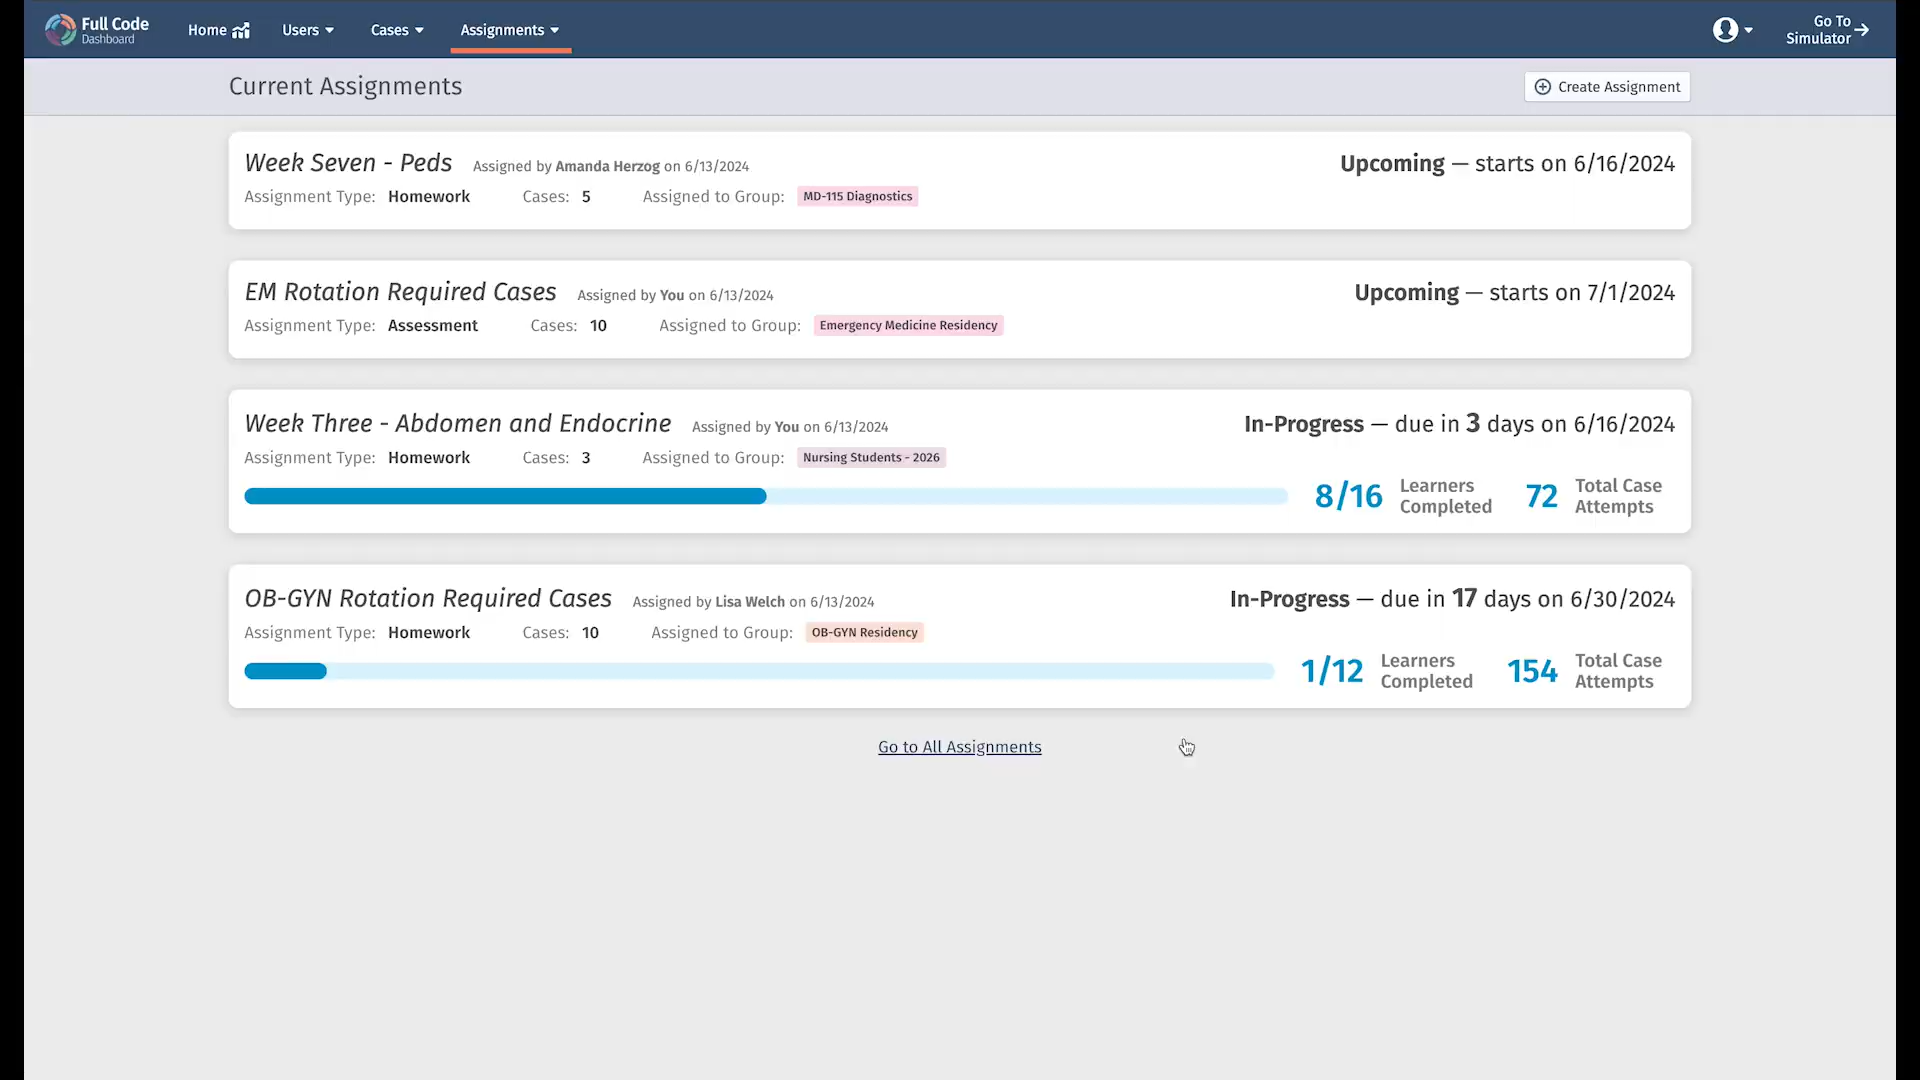 Full Code
Dashboard
Home
Users
Cases
Assignments
Go To
Simulator
Current Assignments
Create Assignment
Week Seven - Peds Assigned by Amanda Herzog on 6/13/2024 Upcoming — starts on 6/16/2024
Assignment Type: Homework Cases: 5 Assigned to Group: MD-115 Diagnostics
EM Rotation Required Cases Assigned by You on 6/13/2024 Upcoming — starts on 7/1/2024
Assignment Type: Assessment Cases: 10 Assigned to Group: Emergency Medicine Residency
Week Three - Abdomen and Endocrine Assigned by You on 6/13/2024 In-Progress — due in 3 days on 6/16/2024
Assignment Type: Homework Cases: 3 Assigned to Group: Nursing Students - 2026
8/16 Learners Completed 72 Total Case Attempts
OB-GYN Rotation Required Cases Assigned by Lisa Welch on 6/13/2024 In-Progress — due in 17 days on 6/30/2024
Assignment Type: Homework Cases: 10 Assigned to Group: OB-GYN Residency
1/12 Learners Completed 154 Total Case Attempts
Go to All Assignments